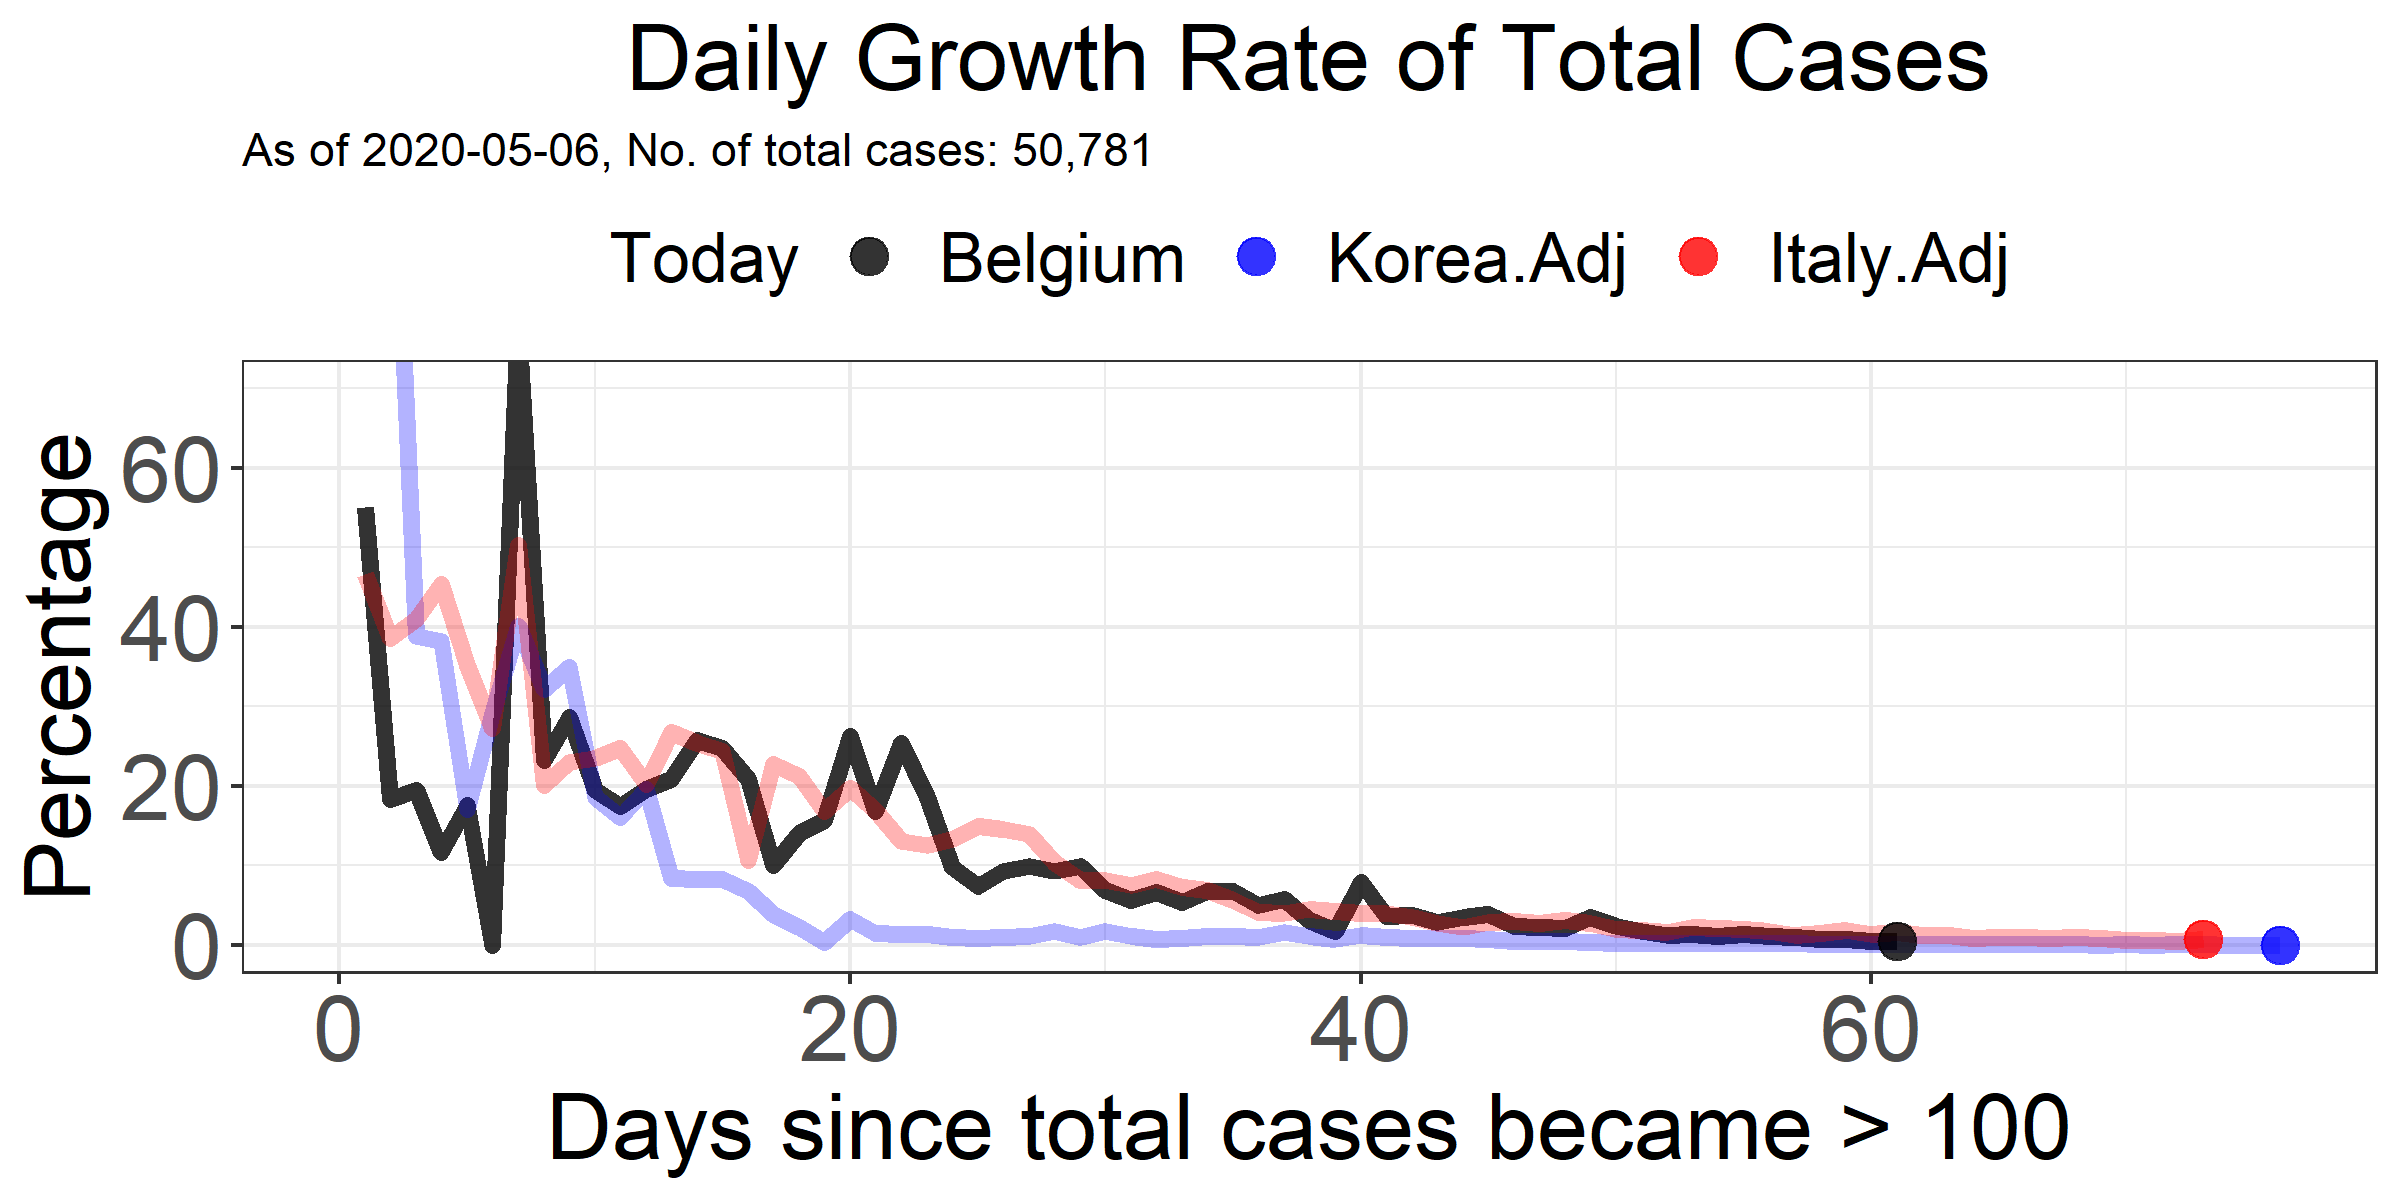 Daily Growth Rate of Total Cases
As of 2020-05-06, No. of total cases: 50,781
Today Belgium Korea.Adj Italy.Adj
Percentage
60
40
20
0
0 20 40 60
Days since total cases became > 100